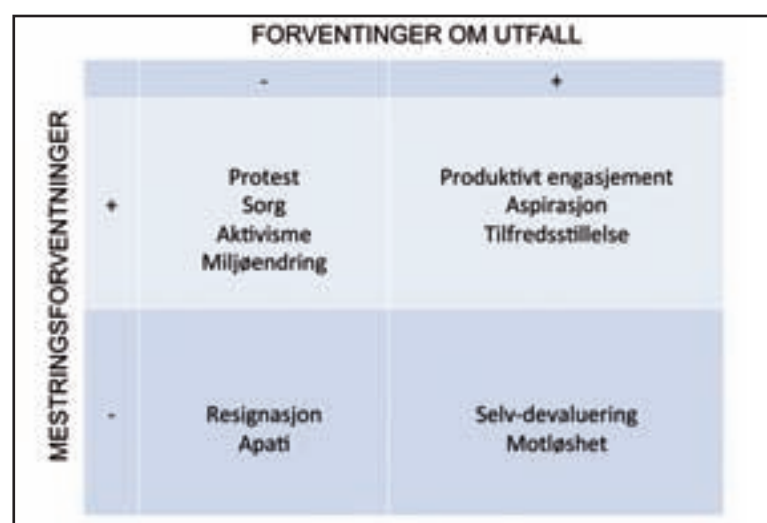 FORVENTINGER OM UTFALL
- +
MESTRINGSFORVENTNINGER
+
Protest
Sorg
Aktivisme
Miljøendring
Produktivt engasjement
Aspirasjon
Tilfredsstillelse
-
Resignasjon
Apati
Selv-devaluering
Motløshet